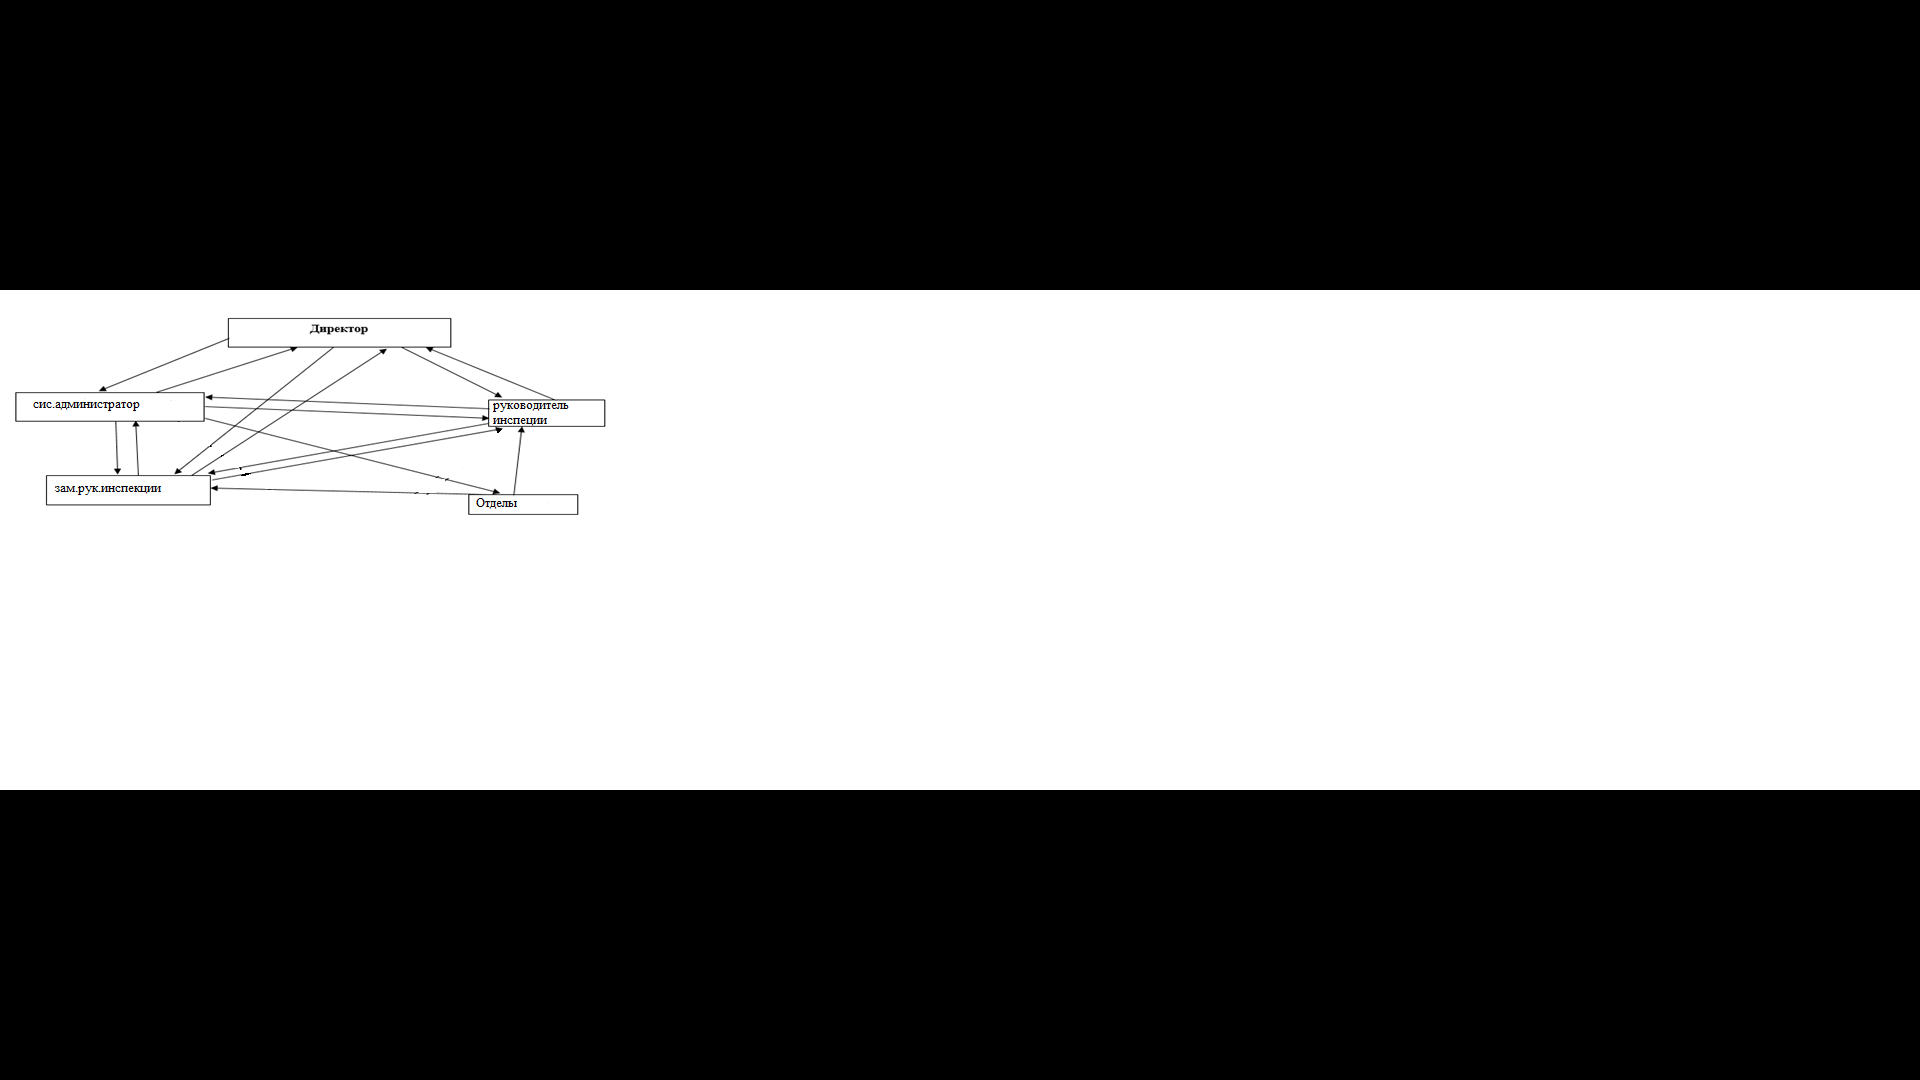 Директор
сис.администратор
руководитель
инспеции
зам.рук.инспекции
Отделы